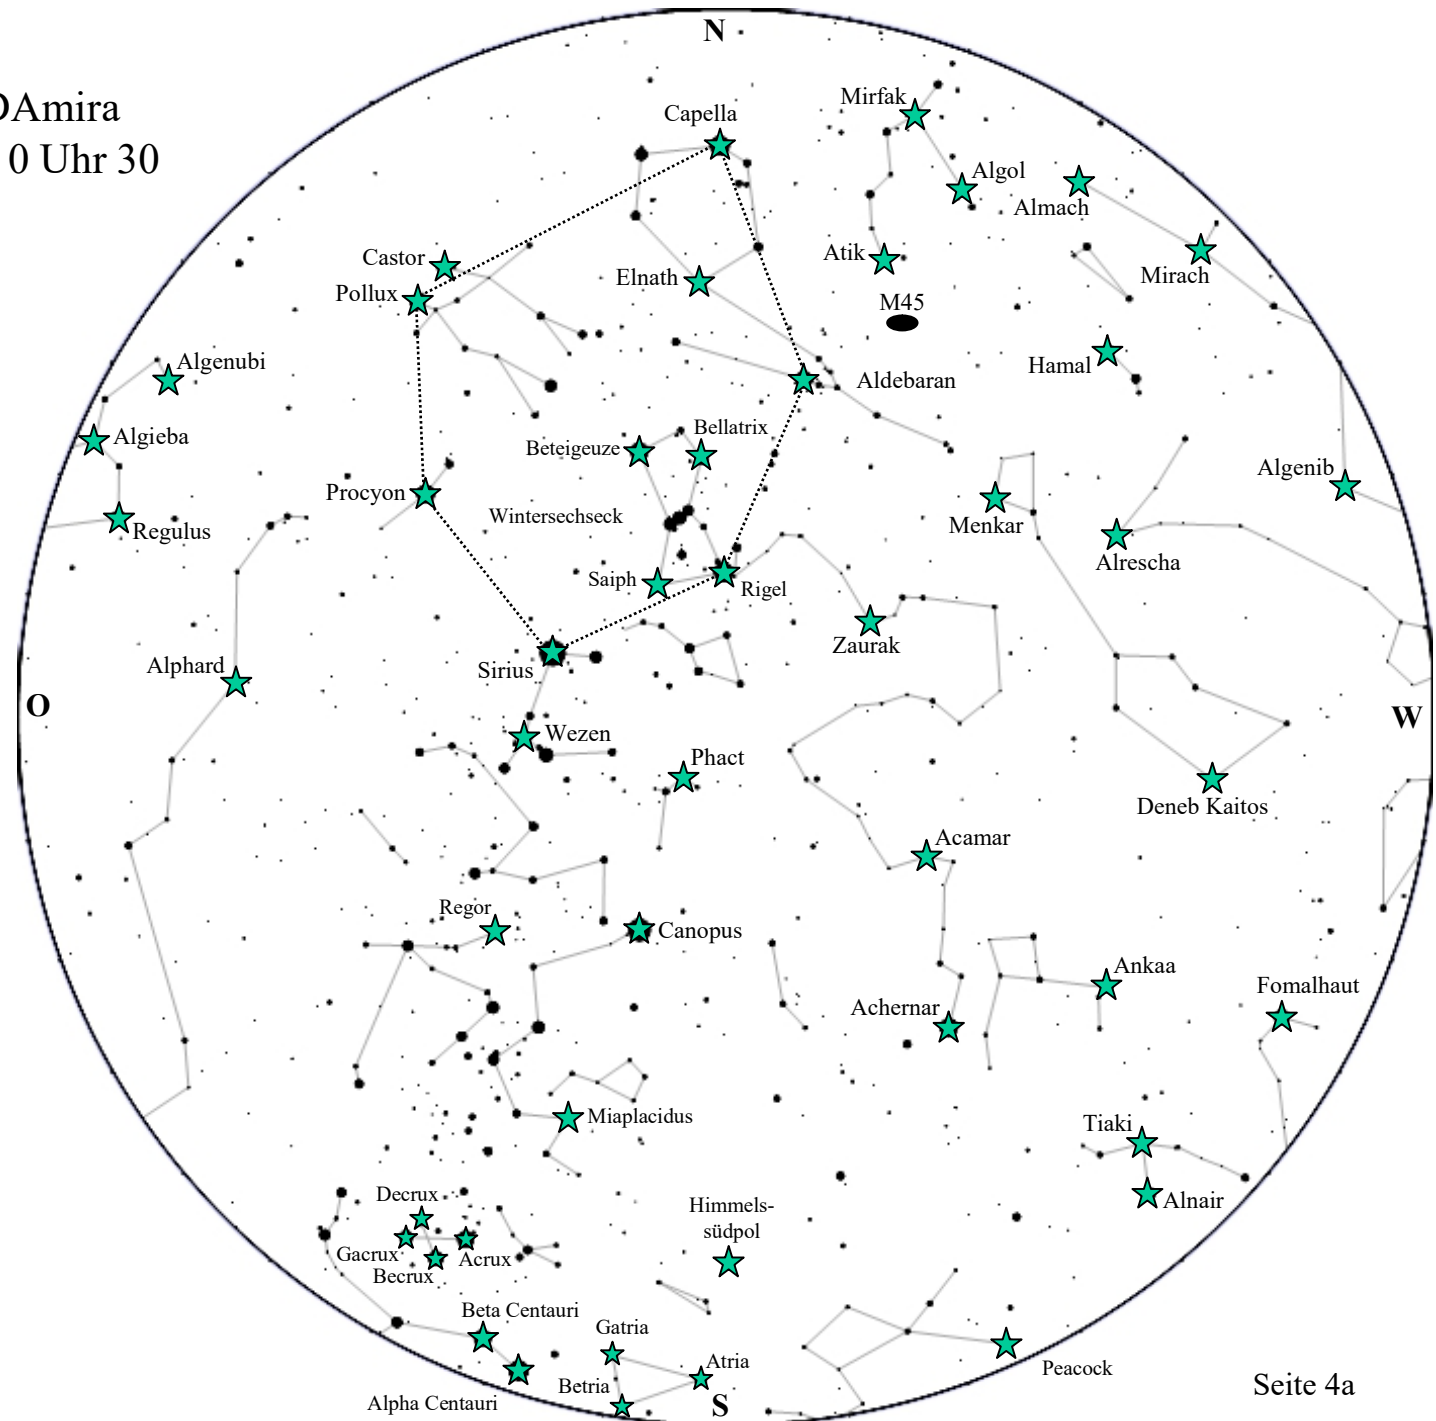 N
DAmira
0 Uhr 30
Mirfak
Capella
Algol
Almach
Castor
Atik
Mirach
Elnath
Pollux
M45
Algenubi
Hamal
Aldebaran
Algieba
Bellatrix
Beteigeuze
Algenib
Procyon
Wintersechseck
Menkar
Regulus
Alrescha
Saiph
Rigel
Zaurak
Alphard
Sirius
O
W
Wezen
Phact
Deneb Kaitos
Acamar
Regor
Canopus
Ankaa
Fomalhaut
Achernar
Miaplacidus
Tiaki
Decrux
Alnair
Himmels-
südpol
Gacrux
Acrux
Becrux
Beta Centauri
Gatria
Atria
Peacock
Betria
Seite 4a
Alpha Centauri
S